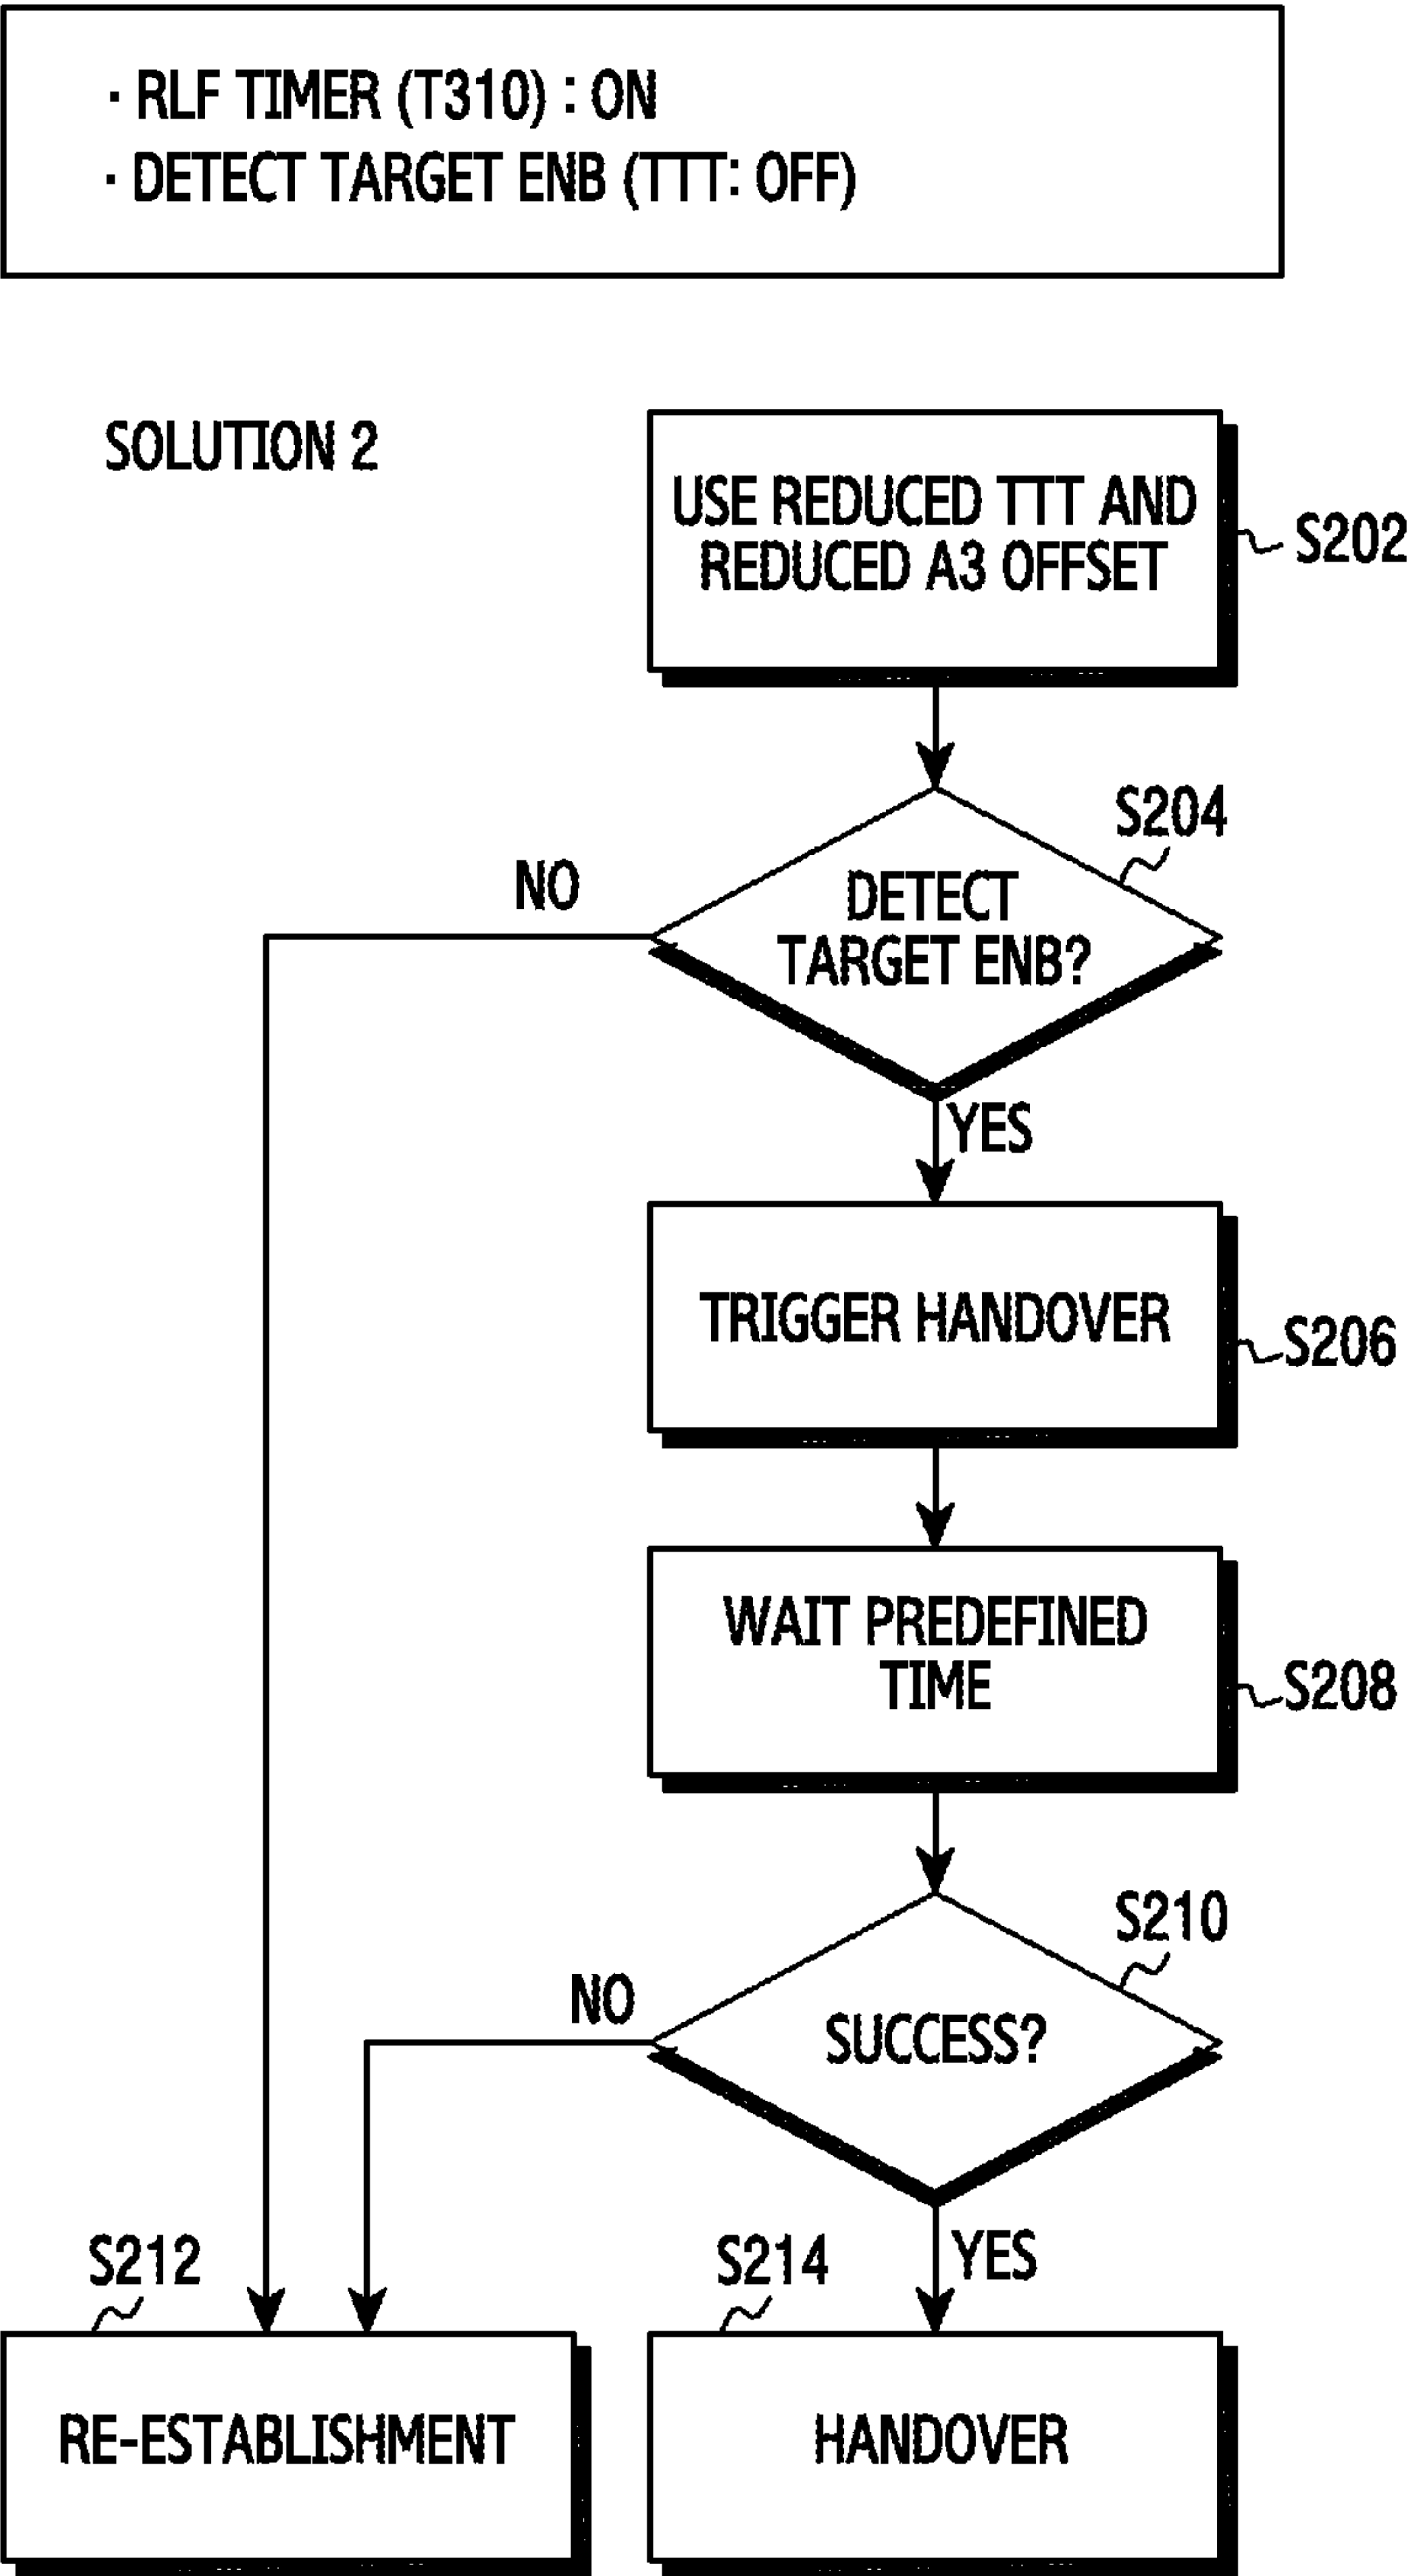 · RLF TIMER (T310) : ON
· DETECT TARGET ENB (TTT: OFF)
SOLUTION 2
USE REDUCED TTT AND
REDUCED A3 OFFSET
S202
S204
DETECT
TARGET ENB?
NO
YES
TRIGGER HANDOVER
S206
WAIT PREDEFINED
TIME
S208
S210
SUCCESS?
NO
YES
S212
S214
RE-ESTABLISHMENT
HANDOVER